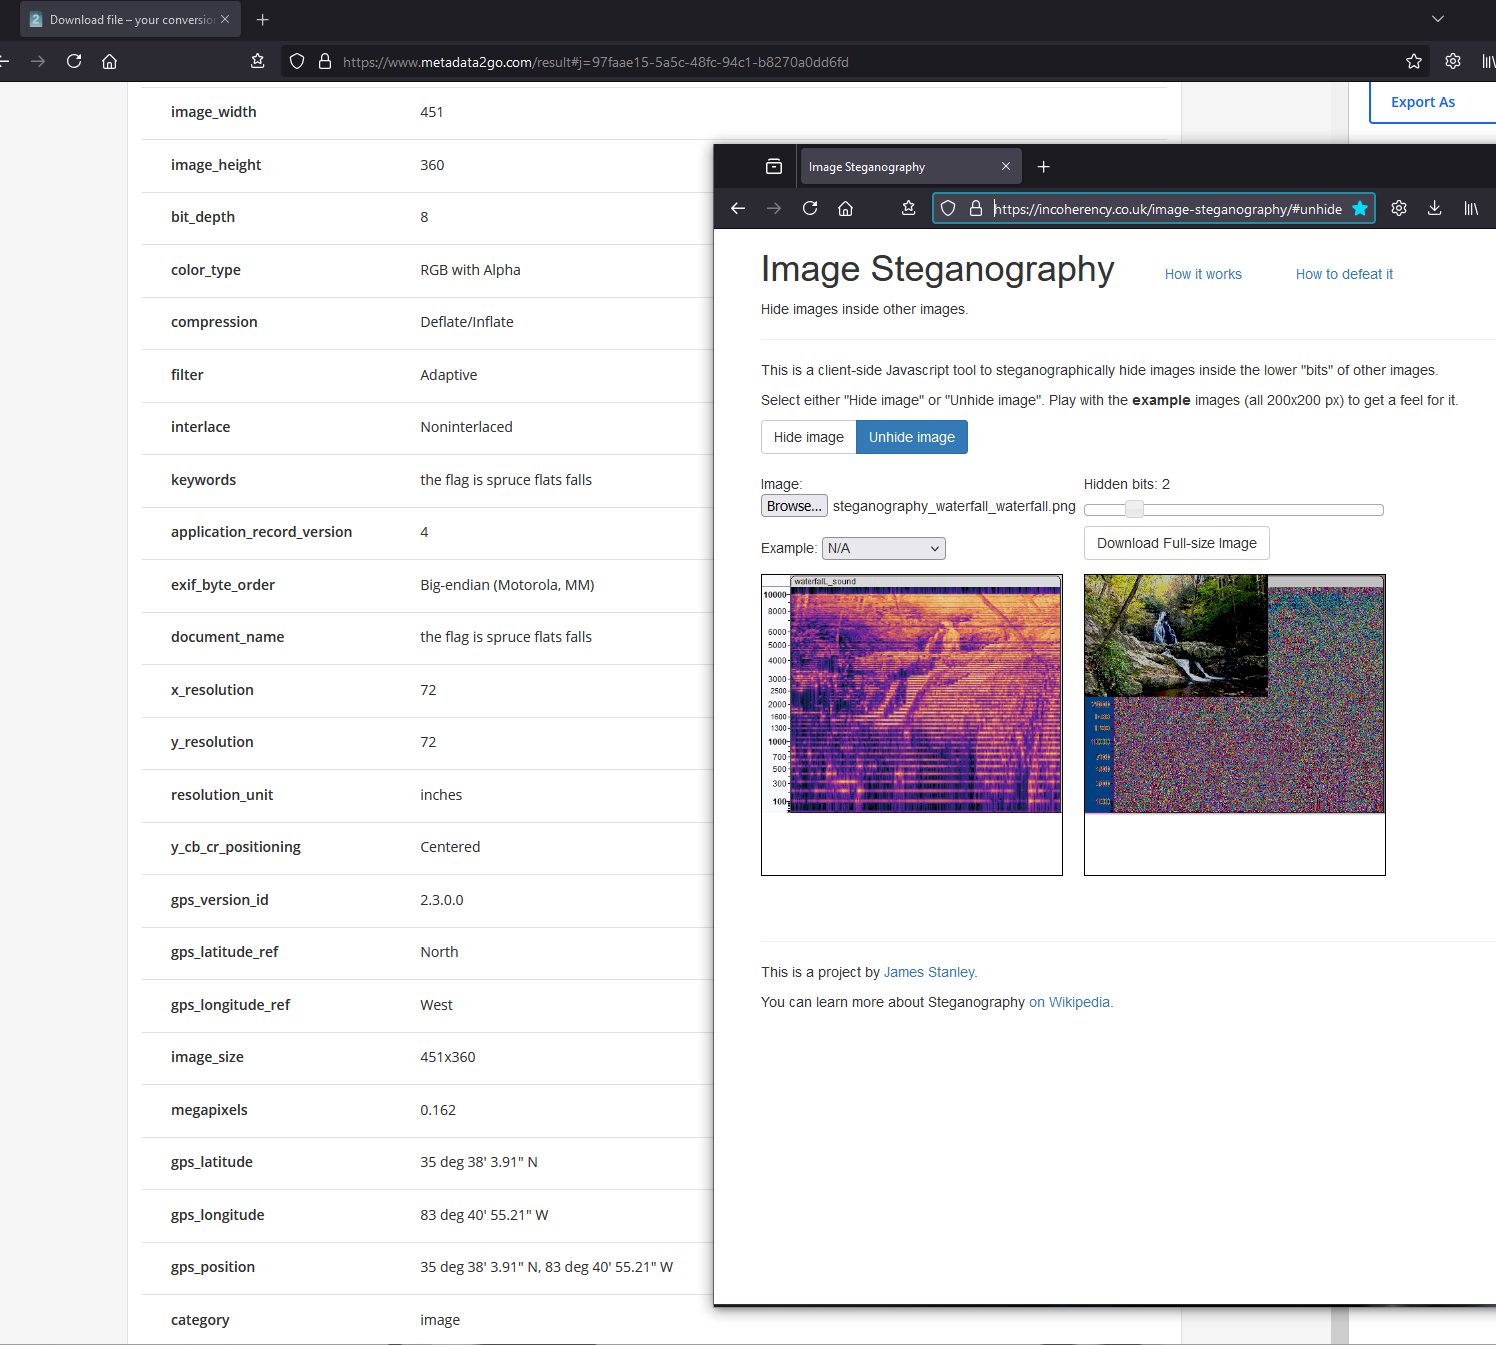 Download file – your conversio
https://www.metadata2go.com/result#j=97faae15-5a5c-48fc-94c1-b8270a0dd6fd
image_width 451
image_height 360
bit_depth 8
color_type RGB with Alpha
compression Deflate/Inflate
filter Adaptive
interlace Noninterlaced
keywords the flag is spruce flats falls
application_record_version 4
exif_byte_order Big-endian (Motorola, MM)
document_name the flag is spruce flats falls
x_resolution 72
y_resolution 72
resolution_unit inches
y_cb_cr_positioning Centered
gps_version_id 2.3.0.0
gps_latitude_ref North
gps_longitude_ref West
image_size 451x360
megapixels 0.162
gps_latitude 35 deg 38' 3.91" N
gps_longitude 83 deg 40' 55.21" W
gps_position 35 deg 38' 3.91" N, 83 deg 40' 55.21" W
category image
Export As
Image Steganography
https://incoherency.co.uk/image-steganography/#unhide
Image Steganography How it works How to defeat it
Hide images inside other images.
This is a client-side Javascript tool to steganographically hide images inside the lower "bits" of other images.
Select either "Hide image" or "Unhide image". Play with the example images (all 200x200 px) to get a feel for it.
Hide image Unhide image
Image:
Browse... steganography_waterfall_waterfall.png
Example: N/A
Hidden bits: 2
Download Full-size Image
waterfall_sound
10000
8000
6000
5000
4000
3000
2500
2000
1600
1300
1000
700
500
300
100
This is a project by James Stanley.
You can learn more about Steganography on Wikipedia.